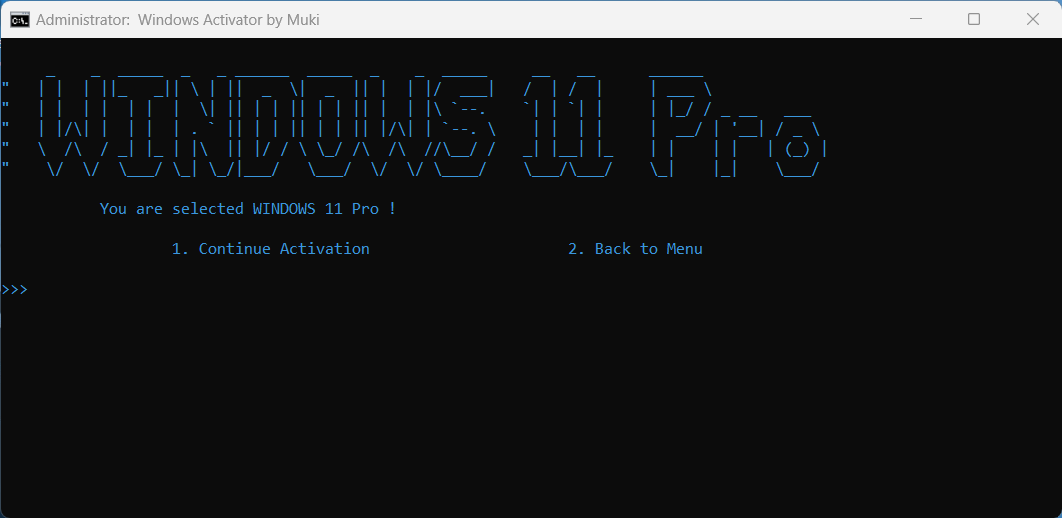 Administrator:  Windows Activator by Muki
WINDOWS 11 Pro
You are selected WINDOWS 11 Pro !
1. Continue Activation
2. Back to Menu
>>>